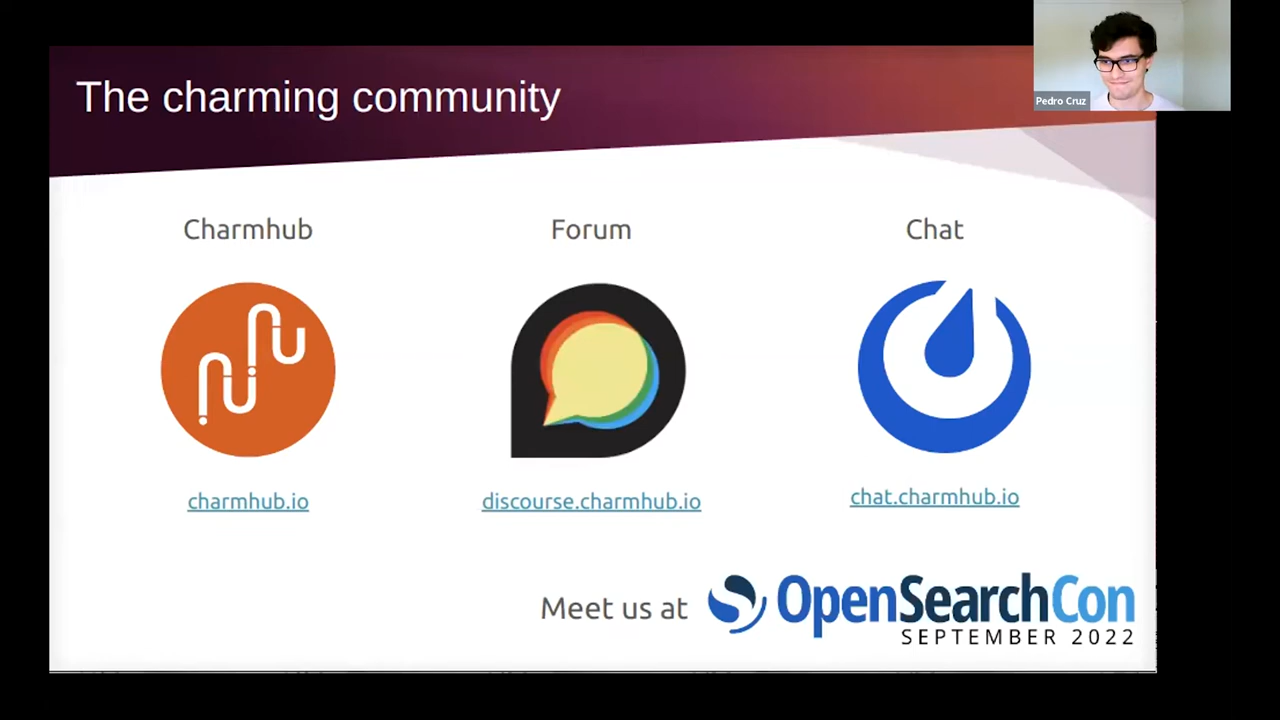 The charming community
Pedro Cruz
Charmhub
Forum
Chat
charmhub.io
discourse.charmhub.io
chat.charmhub.io
Meet us at
OpenSearchCon
SEPTEMBER 2022